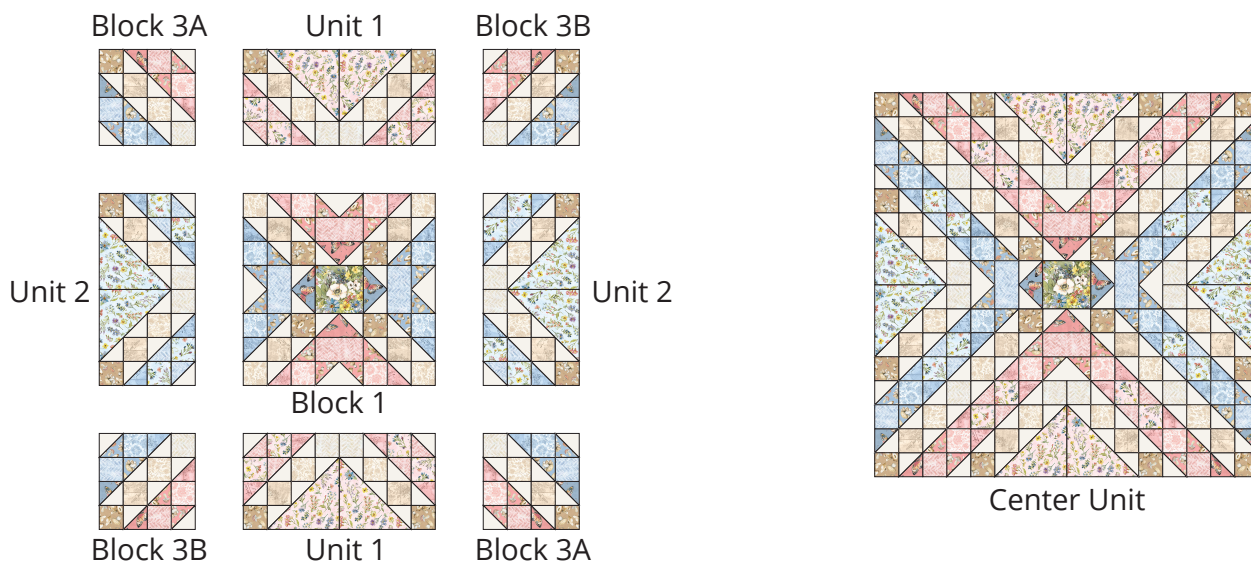 Block 3A Unit 1 Block 3B
Unit 2 Unit 2
Block 1
Block 3B Unit 1 Block 3A
Center Unit